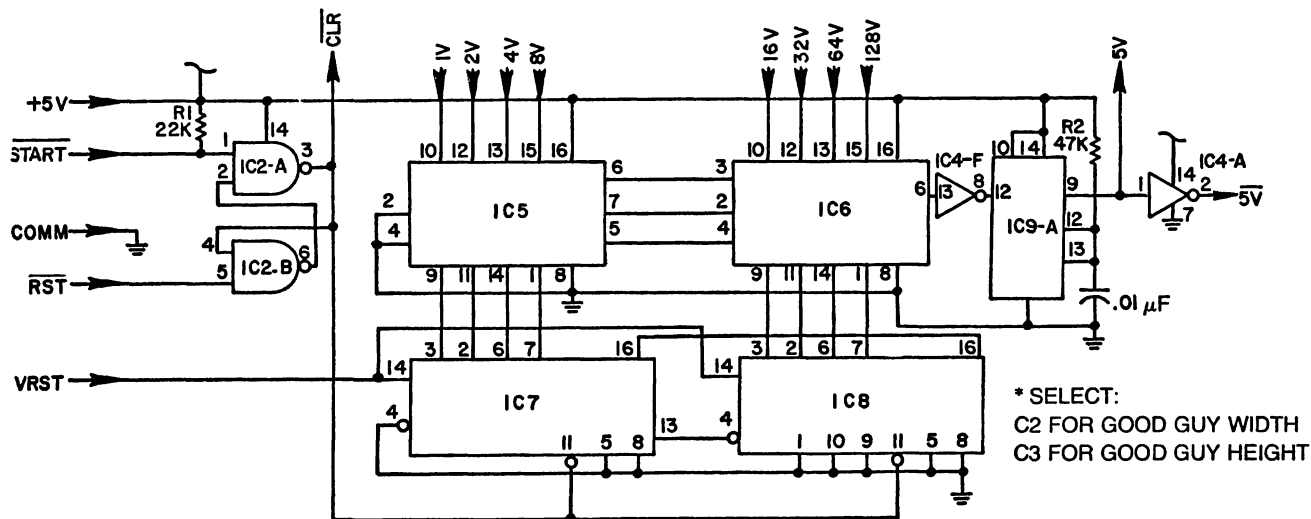 CLR
1V 2V 4V 8V
16V 32V 64V 128V
5V
+5V
R1
22K
14
START
1
IC2-A
3
2
COMM
4
IC2-B
6
5
RST
10 12 13 15 16
2
4
IC5
6
7
5
9 11 14 1 8
10 12 13 15 16
3
2
4
IC6
6
9 11 14 1 8
IC4-F
13
8
10 14
12
IC9-A
9
12
13
R2
47K
.01 μF
1
14
IC4-A
2
7
5V
VRST
3 2 6 7 16
14
4
IC7
13
11 5 8
3 2 6 7 16
14
4
IC8
1 10 9 11 5 8
* SELECT:
C2 FOR GOOD GUY WIDTH
C3 FOR GOOD GUY HEIGHT